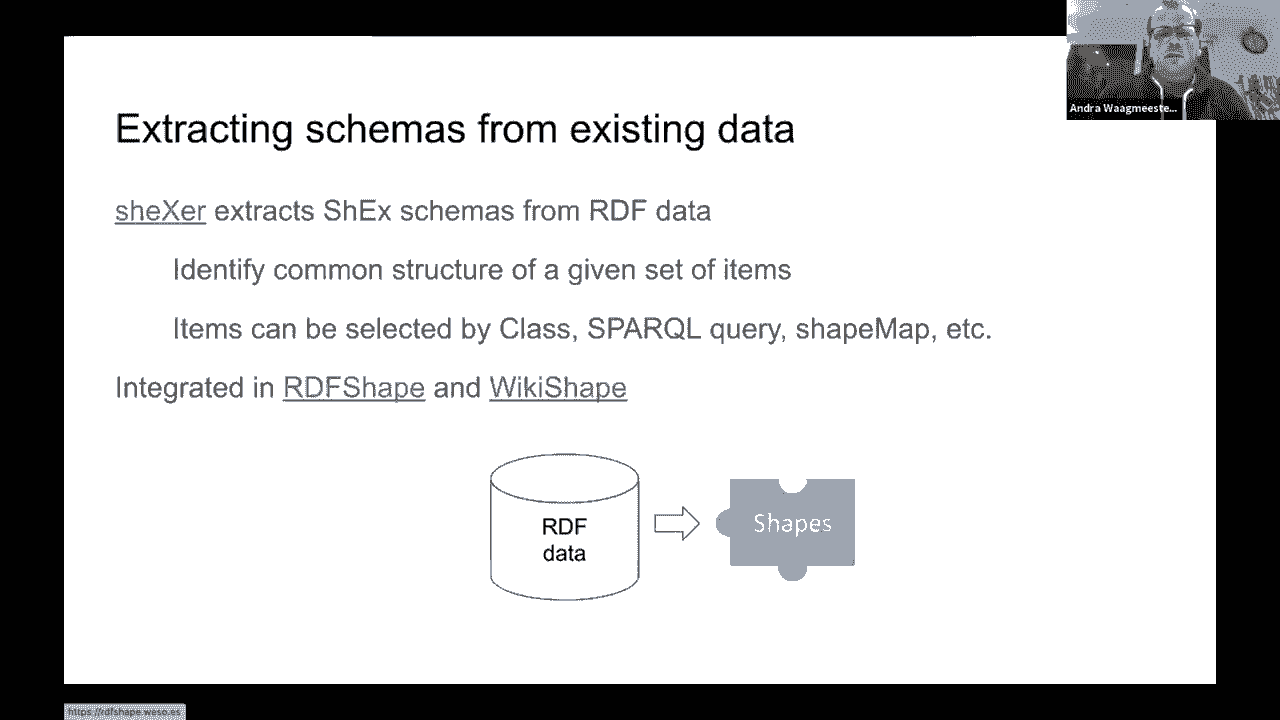 Andra Waagmeeste...
Extracting schemas from existing data
sheXer extracts ShEx schemas from RDF data
Identify common structure of a given set of items
Items can be selected by Class, SPARQL query, shapeMap, etc.
Integrated in RDFShape and WikiShape
RDF
data
Shapes
https://rdfshape.weso.es